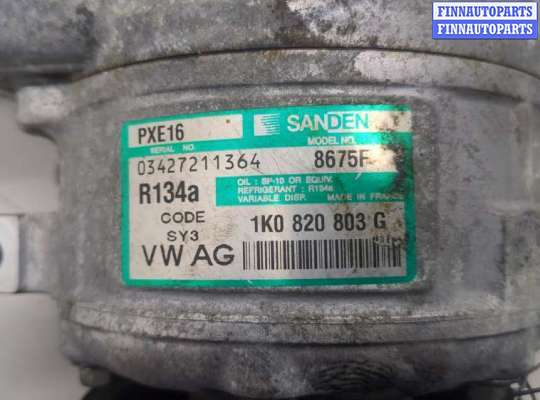 FINNAUTOPARTS
FINNAUTOPARTS
PXE16
SANDEN
SERIAL NO.
MODEL NO.
03427211364
8675F
R134a
OIL : SP-10 OR EQUIV.
REFRIGERANT : R134a
VARIABLE DISP. MADE IN FRANCE
CODE
SY3
1K0 820 803 G
VW AG